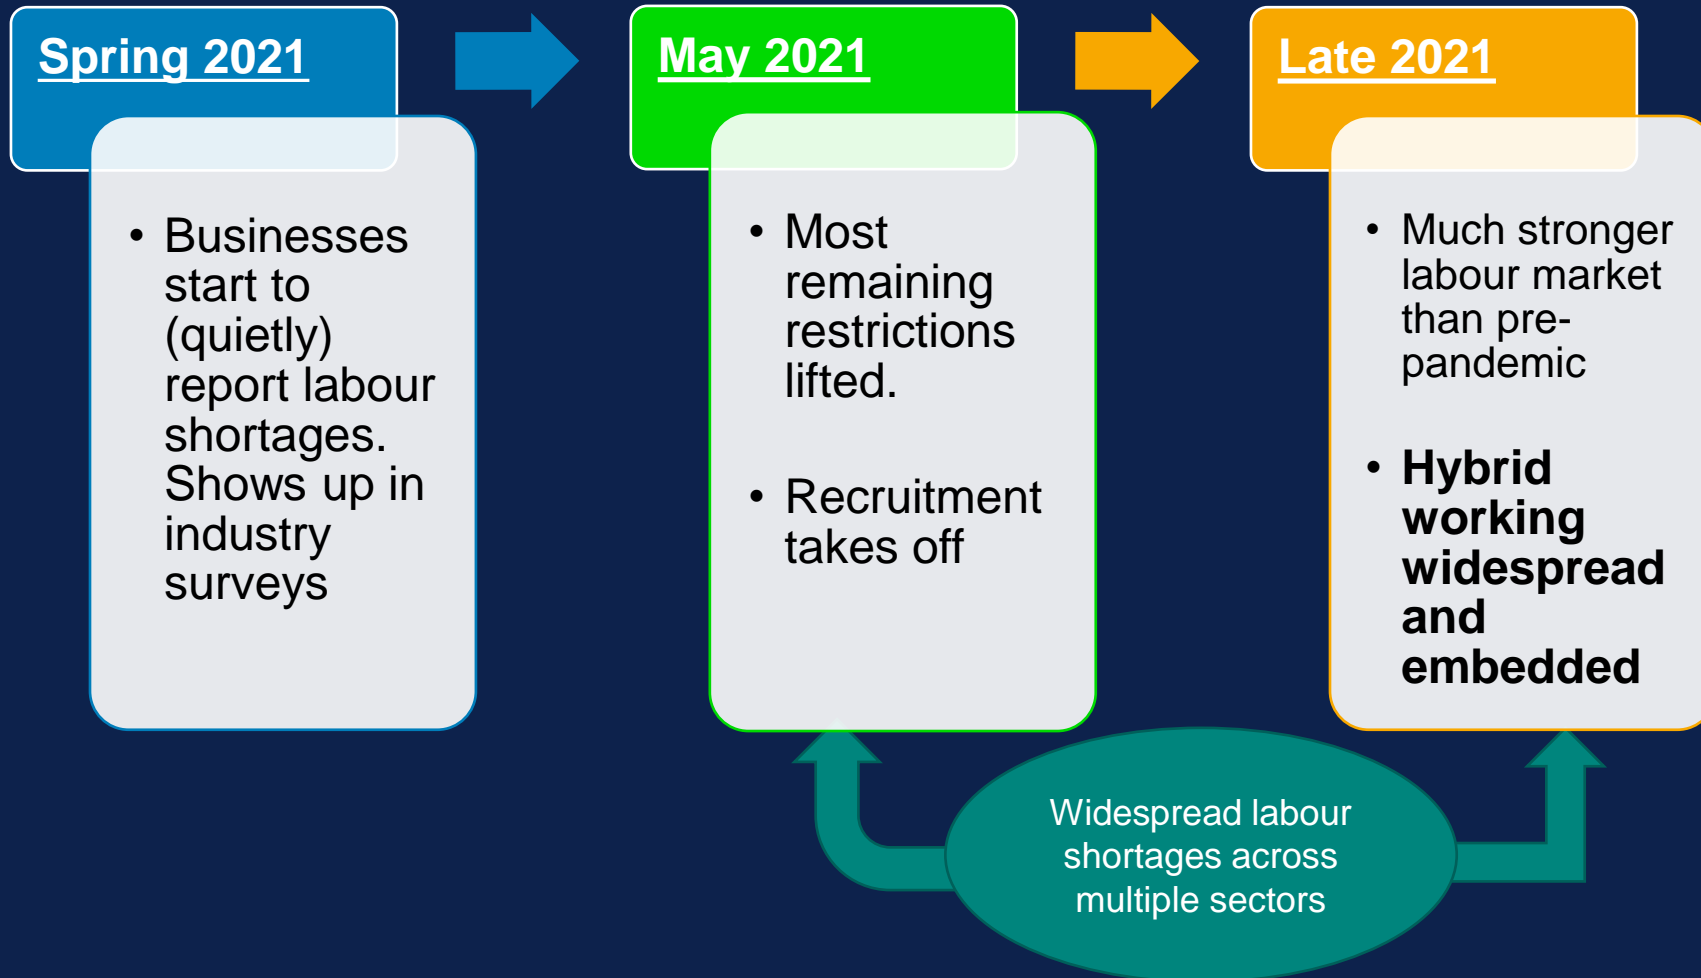 Spring 2021
• Businesses
start to
(quietly)
report labour
shortages.
Shows up in
industry
surveys
May 2021
• Most
remaining
restrictions
lifted.
• Recruitment
takes off
Late 2021
• Much stronger
labour market
than pre-
pandemic
• Hybrid
working
widespread
and
embedded
Widespread labour
shortages across
multiple sectors